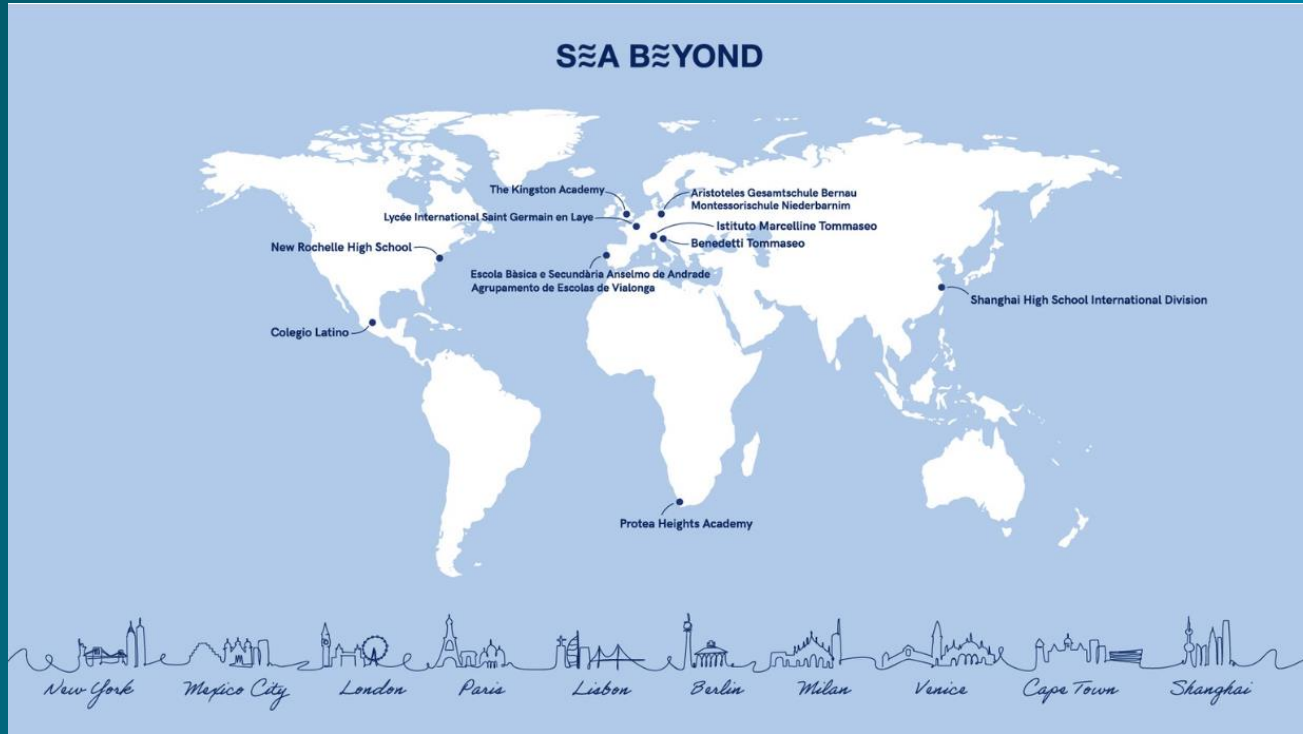 SEA BEYOND
The Kingston Academy
Aristoteles Gesamtschule Bernau
Montessorischule Niederbarnim
Lycée International Saint Germain en Laye
Istituto Marcelline Tommaseo
Benedetti Tommaseo
New Rochelle High School
Escola Bàsica e Secundària Anselmo de Andrade
Agrupamento de Escolas de Vialonga
Shanghai High School International Division
Colegio Latino
Protea Heights Academy
New York
Mexico City
London
Paris
Lisbon
Berlin
Milan
Venice
Cape Town
Shanghai